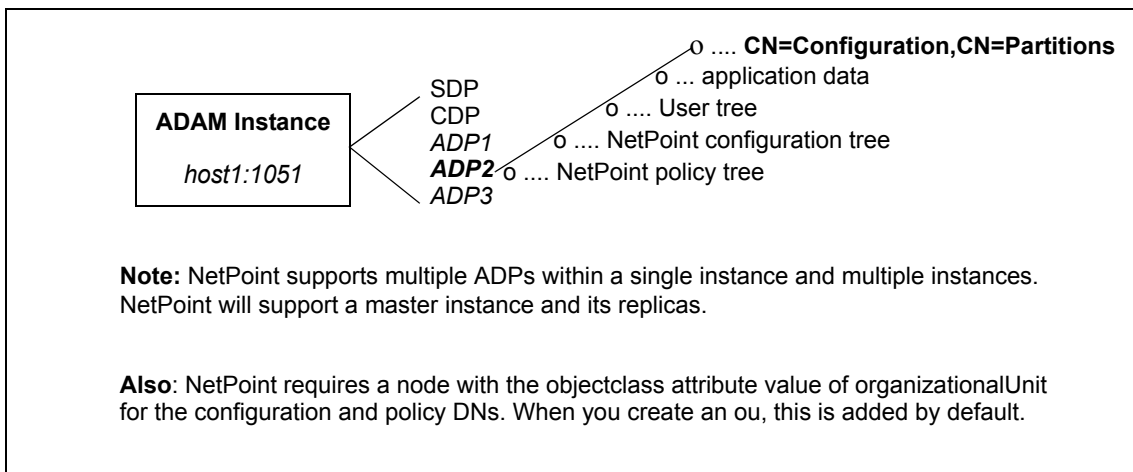 o .... CN=Configuration,CN=Partitions
o ... application data
o .... User tree
o .... NetPoint configuration tree
o .... NetPoint policy tree
ADAM Instance
host1:1051
SDP
CDP
ADP1
ADP2
ADP3
Note: NetPoint supports multiple ADPs within a single instance and multiple instances.
NetPoint will support a master instance and its replicas.
Also: NetPoint requires a node with the objectclass attribute value of organizationalUnit
for the configuration and policy DNs. When you create an ou, this is added by default.